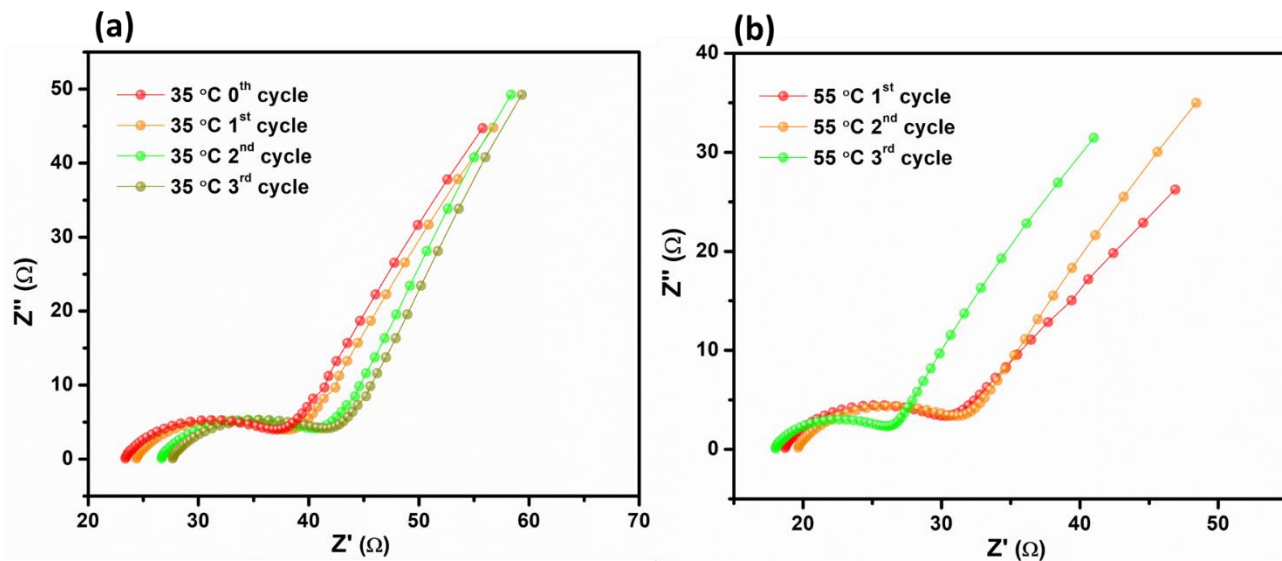 (a)
50
40
30
20
10
0
Z'' (Ω)
35 °C 0th cycle
35 °C 1st cycle
35 °C 2nd cycle
35 °C 3rd cycle
20 30 40 50 60 70
Z' (Ω)
(b)
40
30
20
10
0
Z'' (Ω)
55 °C 1st cycle
55 °C 2nd cycle
55 °C 3rd cycle
20 30 40 50
Z' (Ω)